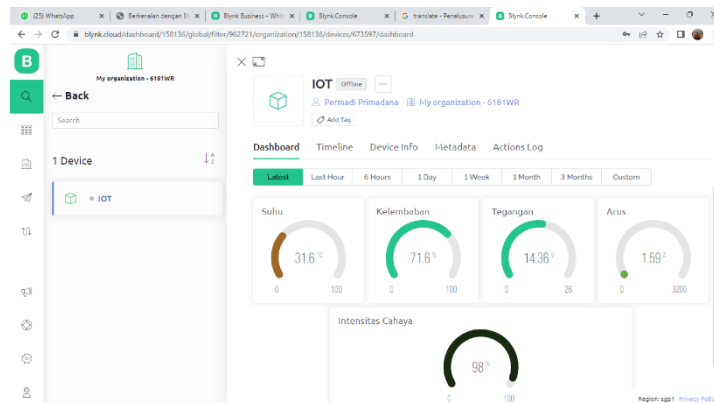 (25) WhatsApp
Berkenalan dengan Bl
Blynk Business - White
Blynk.Console
translate - Penelusuran
Blynk.Console
blynk.cloud/dashboard/158136/global/filter/962721/organization/158136/devices/673597/dashboard
B
My organization - 6181WR
← Back
Search
1 Device
IOT
IOT Offline ...
Permadi Primadana My organization - 6181WR
Add Tag
Dashboard Timeline Device Info Metadata Actions Log
Latest Last Hour 6 Hours 1 Day 1 Week 1 Month 3 Months Custom
Suhu Kelembaban Tegangan Arus
31.6 °C 71.6 % 14.36 V 1.59 A
0 100 0 100 0 26 0 3200
Intensitas Cahaya
98 %
0 100
Region: sgp1 Privacy Polic